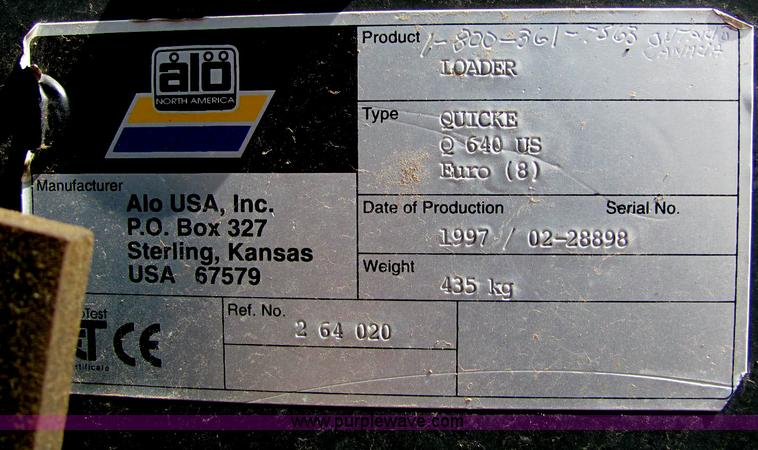 alö
NORTH AMERICA
Product 1-800-361-7563
LOADER
Type QUICKE
Q 640 US
Euro (8)
Manufacturer
Alo USA, Inc.
P.O. Box 327
Sterling, Kansas
USA 67579
Date of Production Serial No.
1997 / 02-28898
Weight
435 kg
Ref. No.
2 64 020
CE
www.purplewave.com